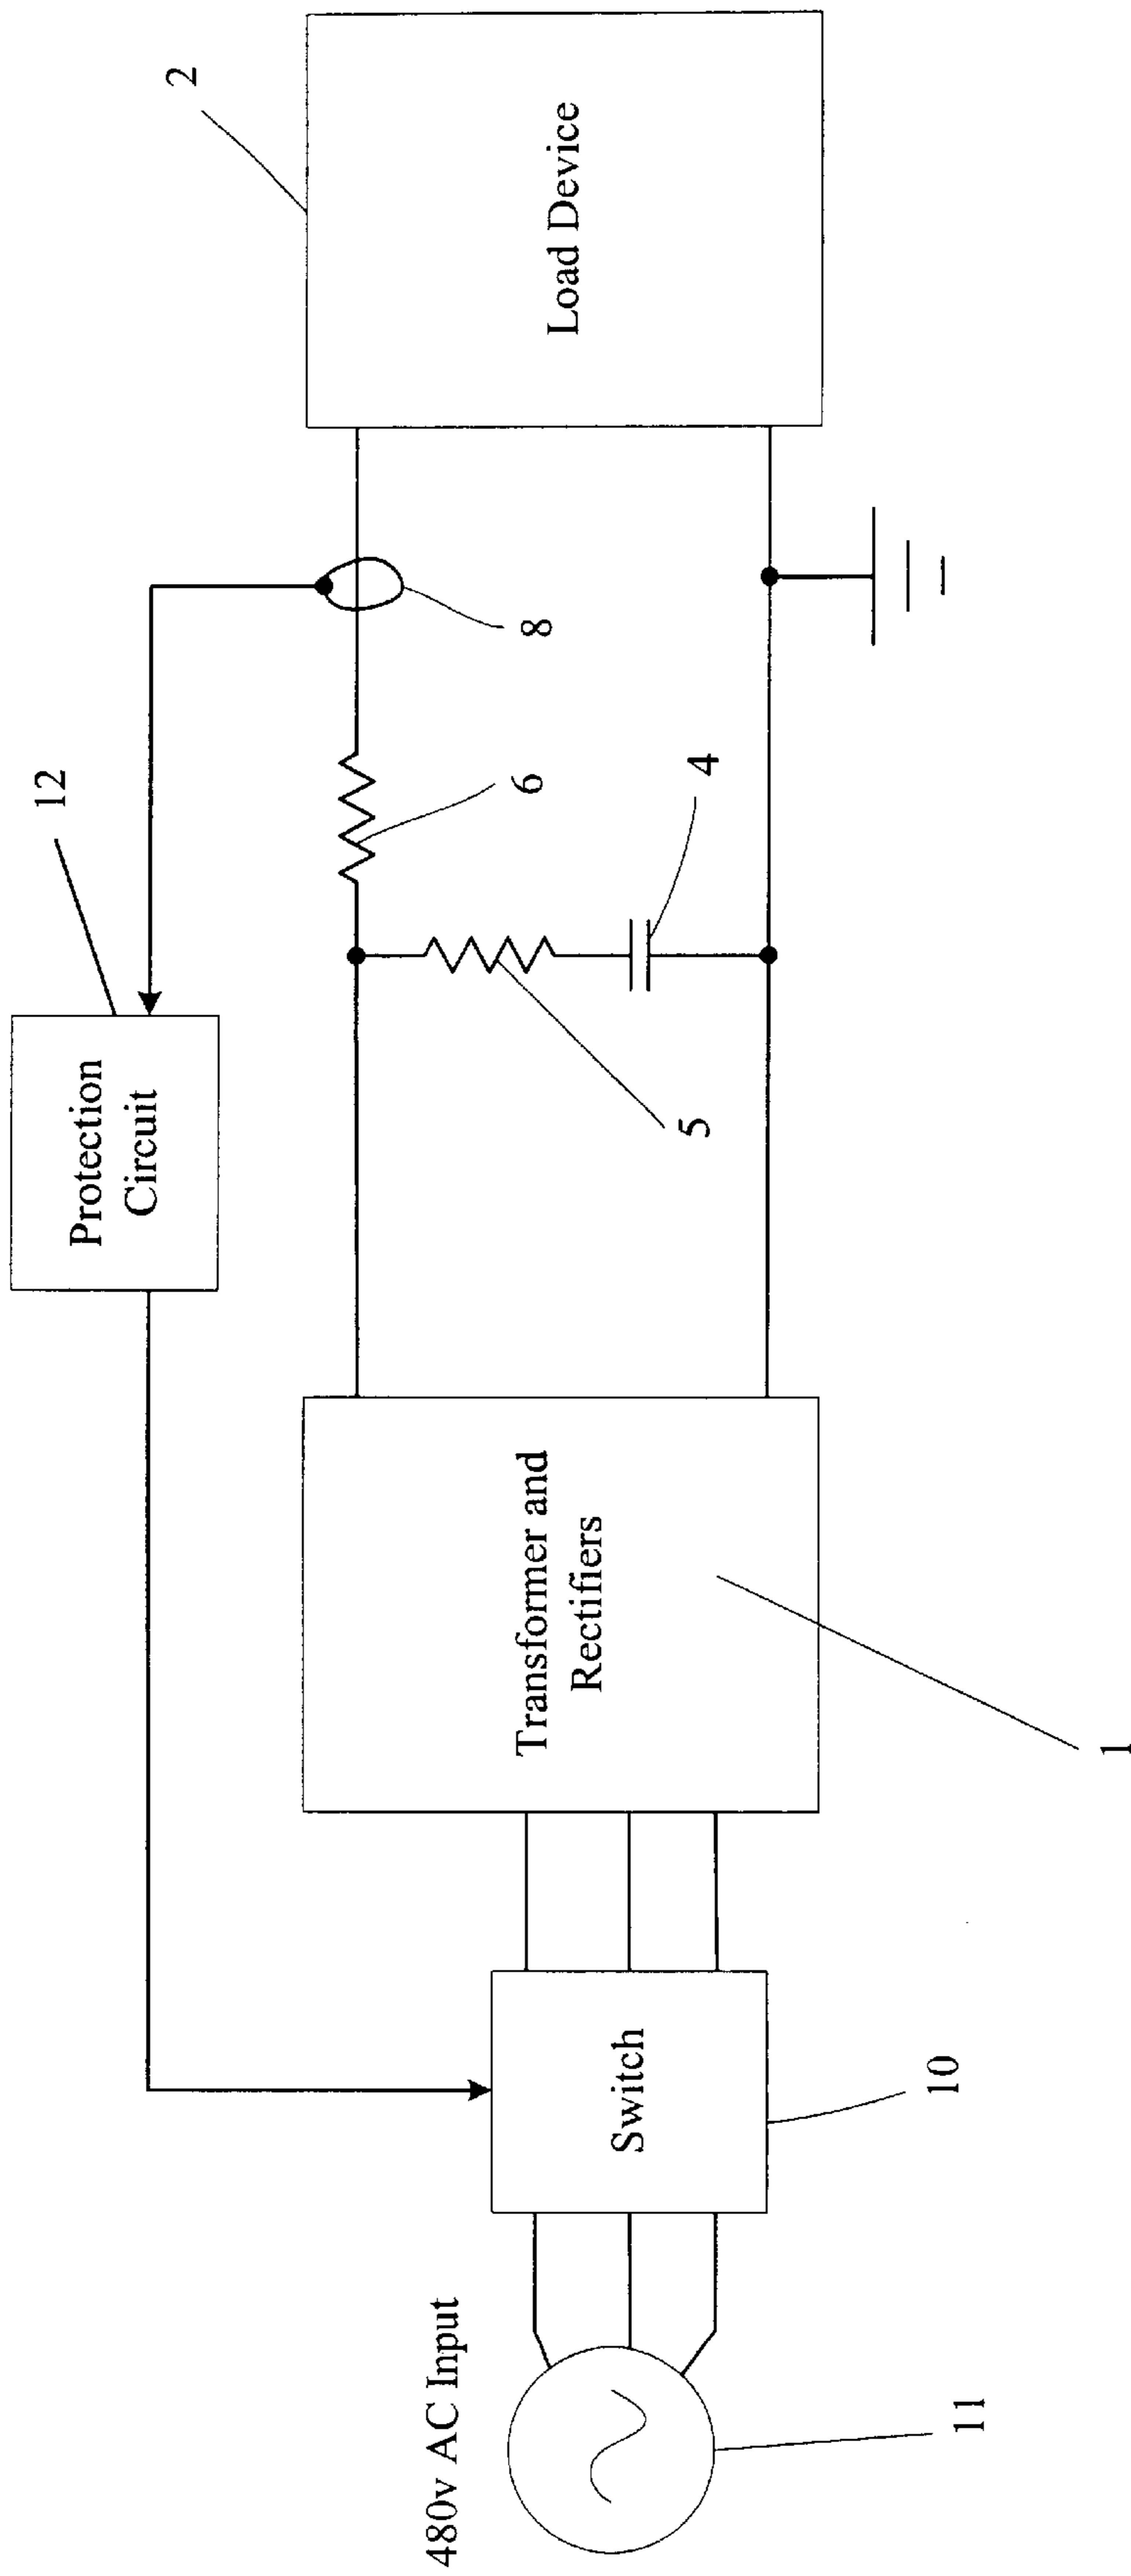 12
Protection
Circuit
2
480v AC Input
Switch
Transformer and
Rectifiers
Load Device
8
6
4
5
11
10
1